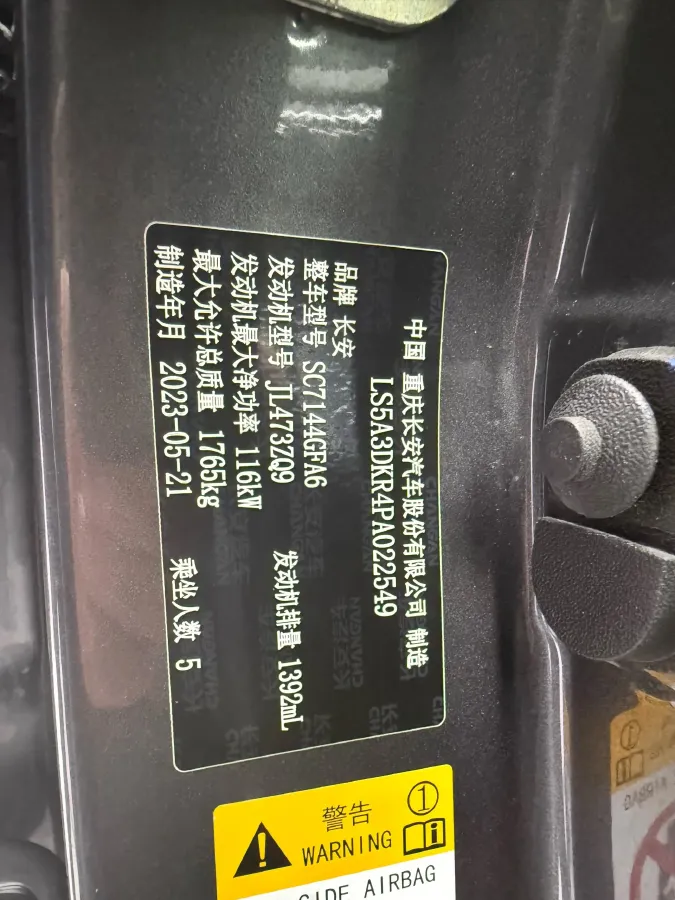 中国 重庆长安汽车股份有限公司 制造
LS5A3DKR4PA022549
品牌 长安
整车型号 SC7144GFA6
发动机型号 JL473ZQ9 发动机排量 1392mL
发动机最大净功率 116kW
最大允许总质量 1765kg
制造年月 2023-05-21 乘坐人数 5
警告 1
WARNING
SIDE AIRBAG